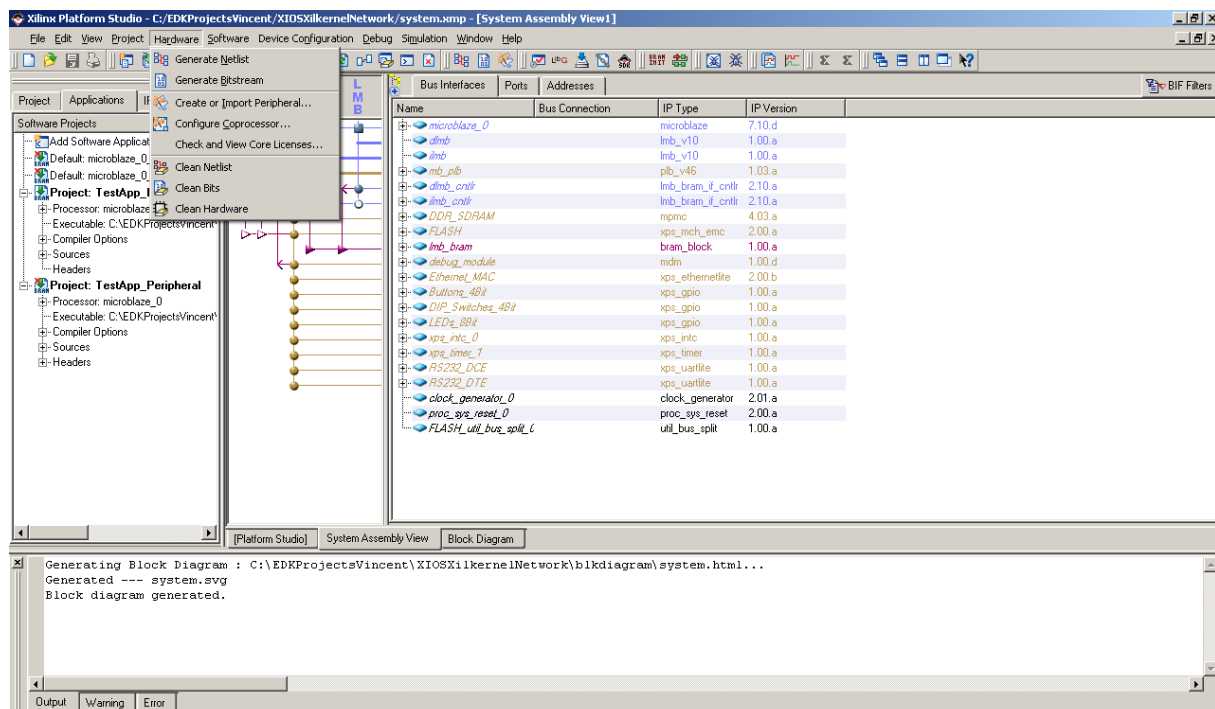 Xilinx Platform Studio - C:/EDKProjectsVincent/XIOSXilkernelNetwork/system.xmp - [System Assembly View1]
File Edit View Project Hardware Software Device Configuration Debug Simulation Window Help
Generate Netlist
Generate Bitstream
Create or Import Peripheral...
Configure Coprocessor...
Check and View Core Licenses...
Clean Netlist
Clean Bits
Clean Hardware
Project Applications
Software Projects
Add Software Applicat
Default: microblaze_0_
Default: microblaze_0_
Project: TestApp_
Processor: microblaze
Executable: C:\EDKProjectsVincent\
Compiler Options
Sources
Headers
Project: TestApp_Peripheral
Processor: microblaze_0
Executable: C:\EDKProjectsVincent\
Compiler Options
Sources
Headers
L
M
B
Bus Interfaces Ports Addresses
BIF Filters
Name Bus Connection IP Type IP Version
microblaze_0 microblaze 7.10.d
dlmb lmb_v10 1.00.a
ilmb lmb_v10 1.00.a
mb_plb plb_v46 1.03.a
dlmb_cntlr lmb_bram_if_cntlr 2.10.a
ilmb_cntlr lmb_bram_if_cntlr 2.10.a
DDR_SDRAM mpmc 4.03.a
FLASH xps_mch_emc 2.00.a
lmb_bram bram_block 1.00.a
debug_module mdm 1.00.d
Ethernet_MAC xps_ethernetlite 2.00.b
Buttons_4Bit xps_gpio 1.00.a
DIP_Switches_4Bit xps_gpio 1.00.a
LEDs_8Bit xps_gpio 1.00.a
xps_intc_0 xps_intc 1.00.a
xps_timer_1 xps_timer 1.00.a
RS232_DCE xps_uartlite 1.00.a
RS232_DTE xps_uartlite 1.00.a
clock_generator_0 clock_generator 2.01.a
proc_sys_reset_0 proc_sys_reset 2.00.a
FLASH_util_bus_split_0 util_bus_split 1.00.a
[Platform Studio] System Assembly View Block Diagram
Generating Block Diagram : C:\EDKProjectsVincent\XIOSXilkernelNetwork\blkdiagram\system.html...
Generated --- system.svg
Block diagram generated.
Output Warning Error